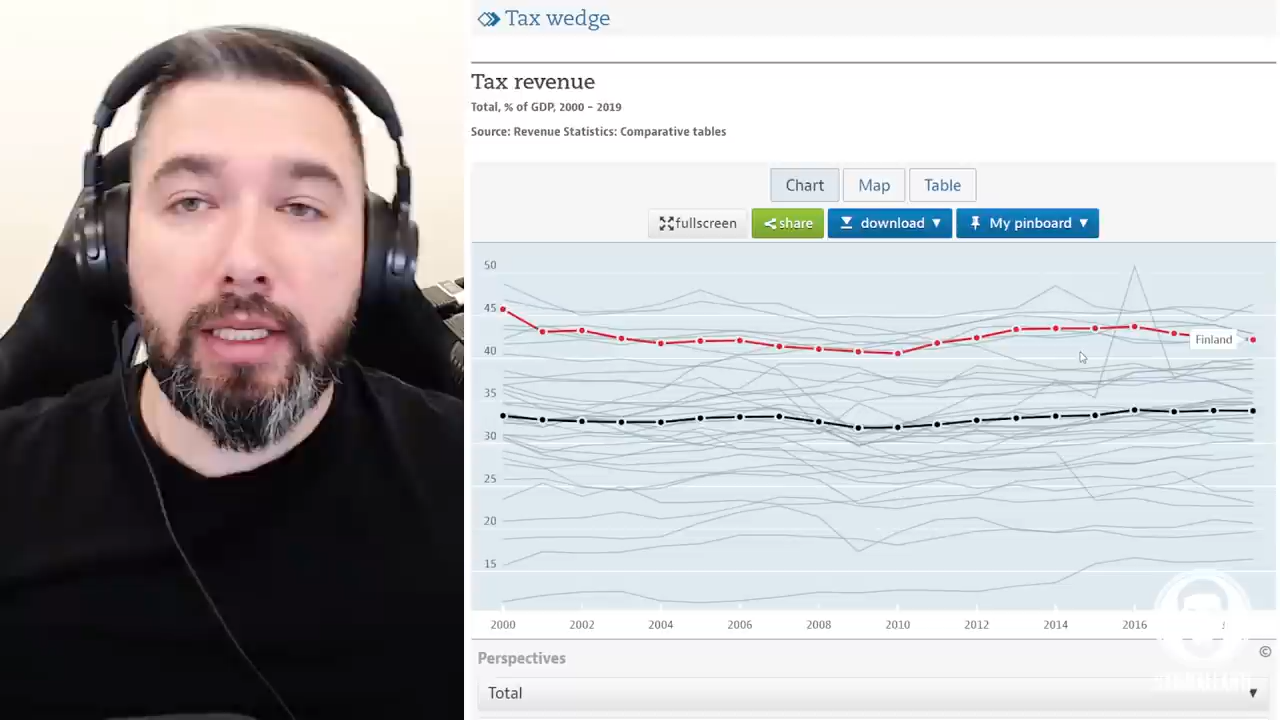 Tax wedge
Tax revenue
Total, % of GDP, 2000 – 2019
Source: Revenue Statistics: Comparative tables
Chart
Map
Table
fullscreen
share
download ▼
My pinboard ▼
50
45
40
35
30
25
20
15
Finland
2000
2002
2004
2006
2008
2010
2012
2014
2016
Perspectives
©
Total ▼